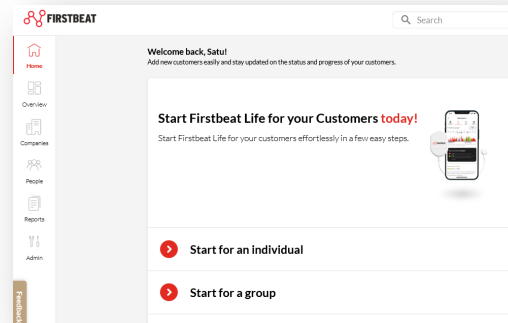 FIRSTBEAT
Search
Home
Overview
Companies
People
Reports
Admin
Feedback
Welcome back, Satu!
Add new customers easily and stay updated on the status and progress of your customers.
Start Firstbeat Life for your Customers today!
Start Firstbeat Life for your customers effortlessly in a few easy steps.
Start for an individual
Start for a group